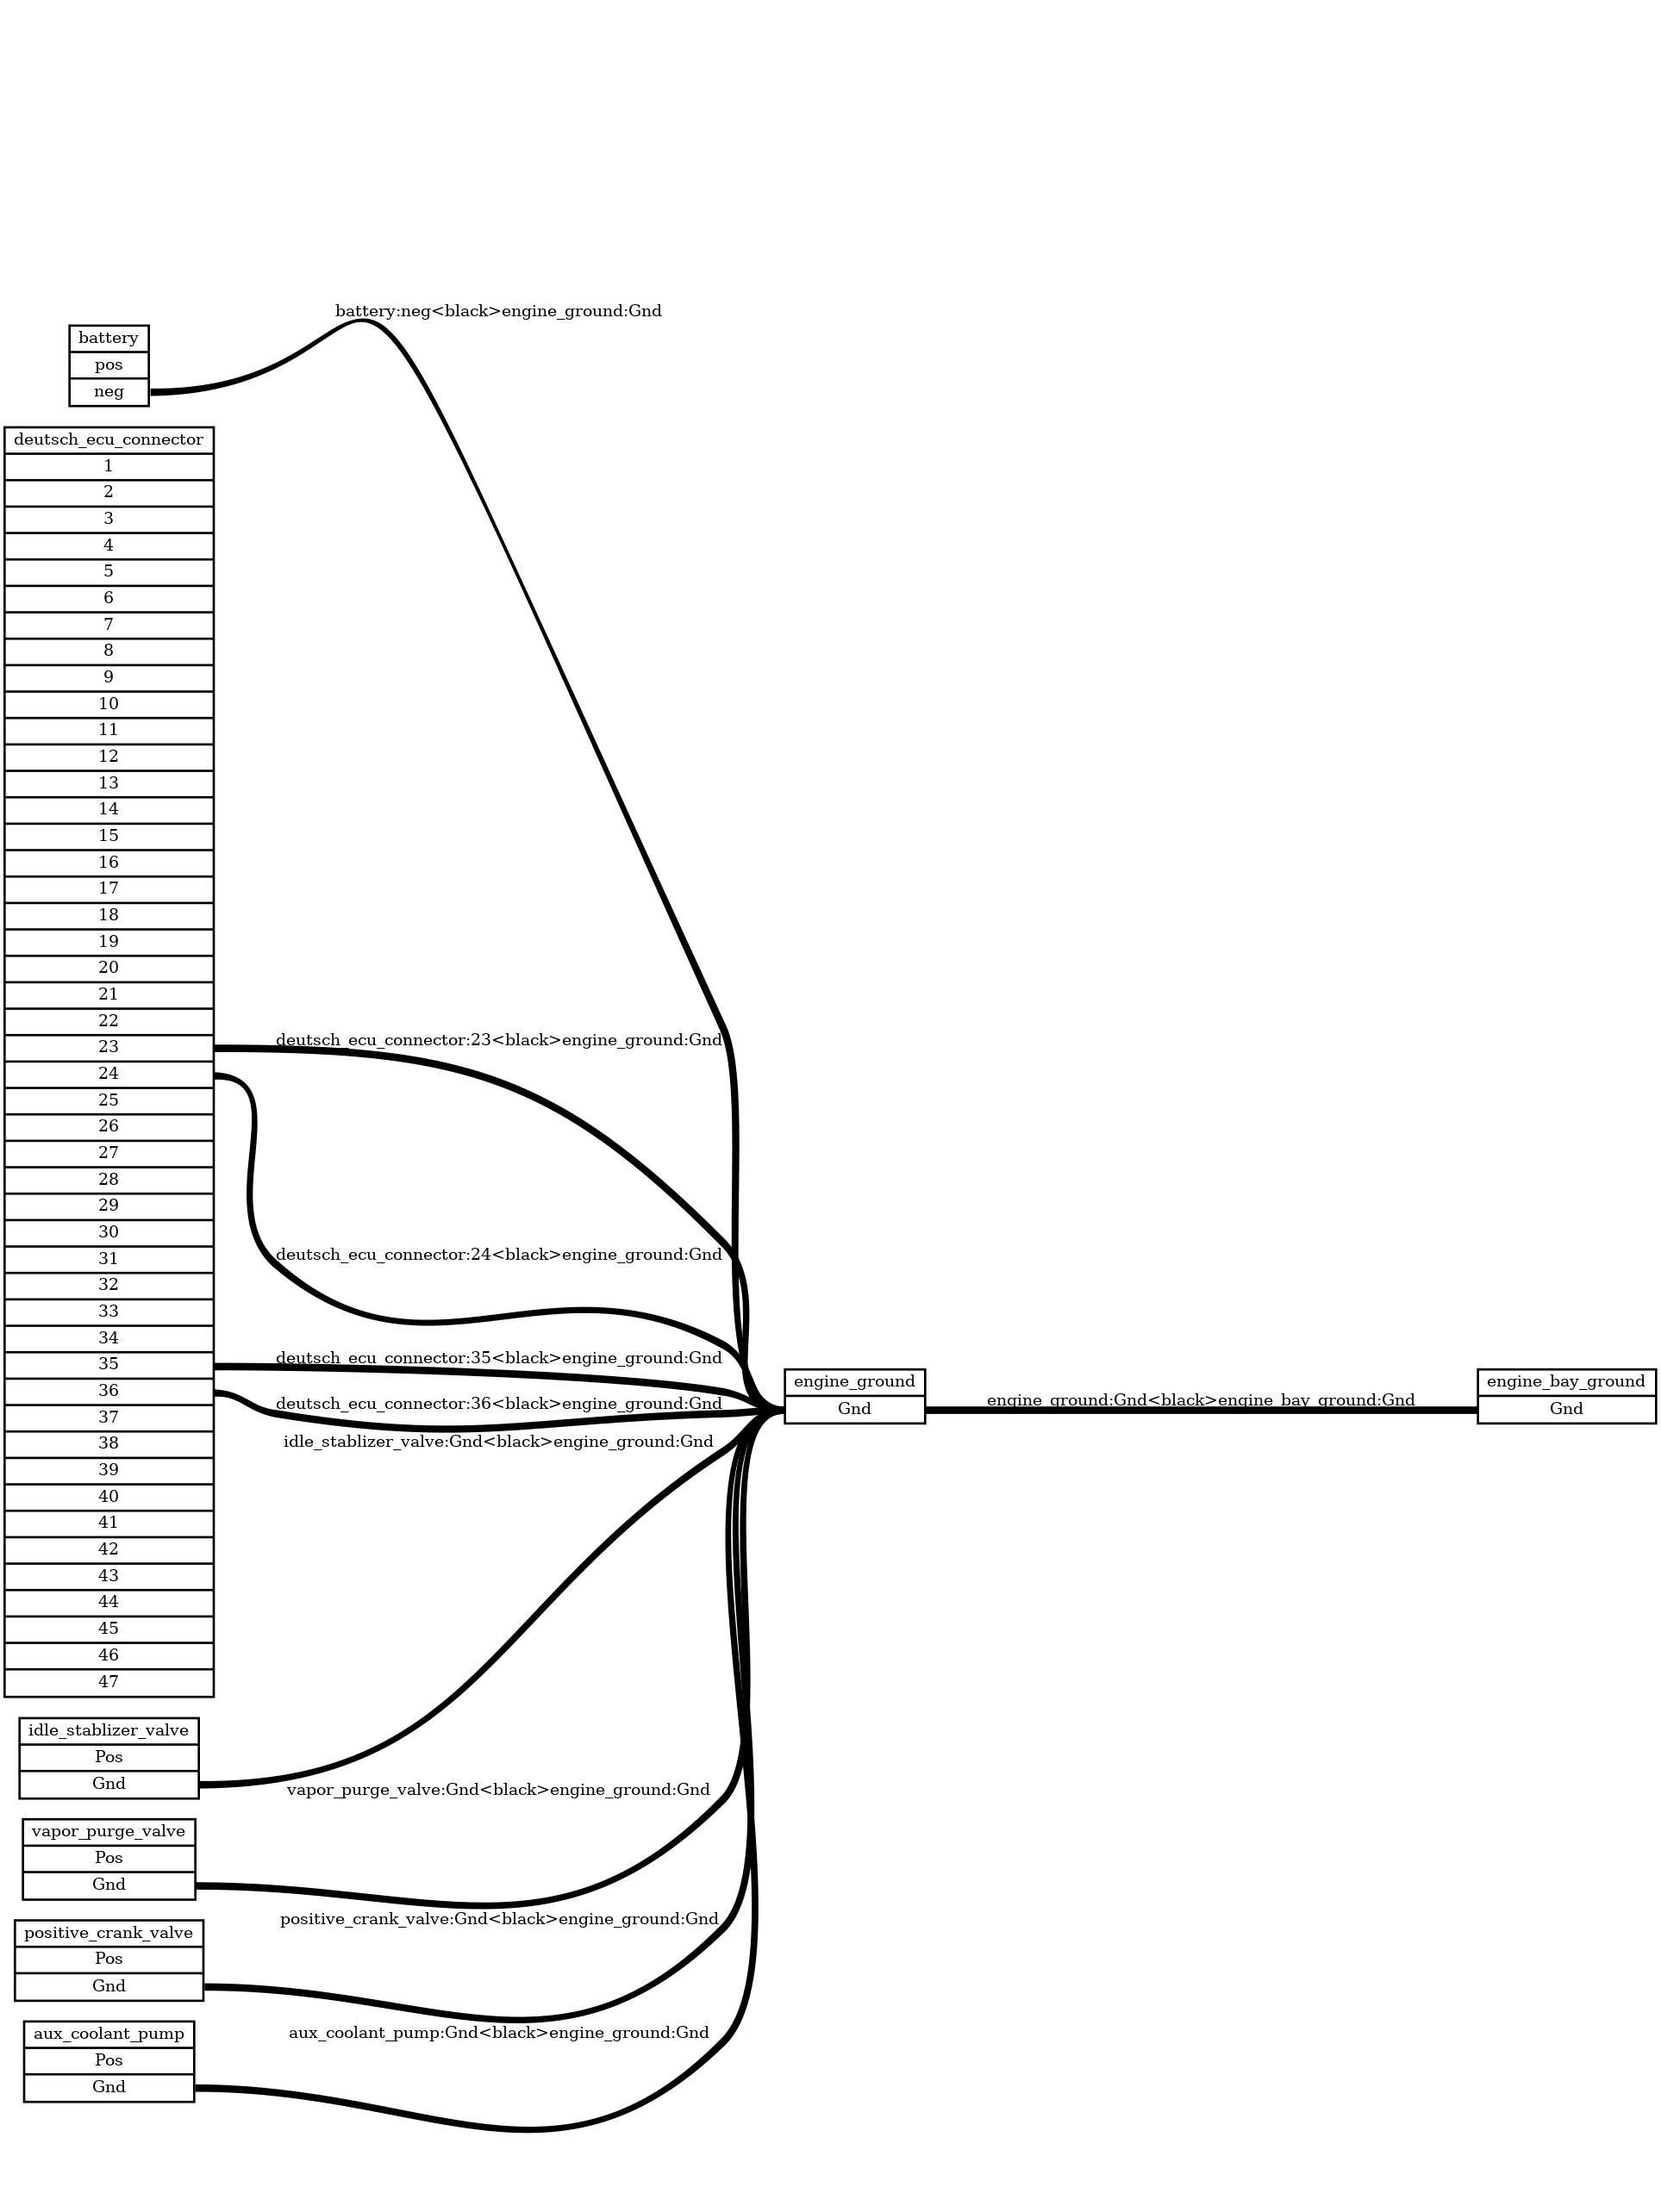 battery:neg<black>engine_ground:Gnd
battery
pos
neg
deutsch_ecu_connector
1
2
3
4
5
6
7
8
9
10
11
12
13
14
15
16
17
18
19
20
21
22
23
deutsch_ecu_connector:23<black>engine_ground:Gnd
24
25
26
27
28
29
30
deutsch_ecu_connector:24<black>engine_ground:Gnd
31
32
33
34
35
deutsch_ecu_connector:35<black>engine_ground:Gnd
36
deutsch_ecu_connector:36<black>engine_ground:Gnd
37
38
39
40
41
42
43
44
45
46
47
engine_ground
Gnd
engine_ground:Gnd<black>engine_bay_ground:Gnd
engine_bay_ground
Gnd
idle_stablizer_valve:Gnd<black>engine_ground:Gnd
idle_stablizer_valve
Pos
Gnd
vapor_purge_valve:Gnd<black>engine_ground:Gnd
vapor_purge_valve
Pos
Gnd
positive_crank_valve:Gnd<black>engine_ground:Gnd
positive_crank_valve
Pos
Gnd
aux_coolant_pump:Gnd<black>engine_ground:Gnd
aux_coolant_pump
Pos
Gnd